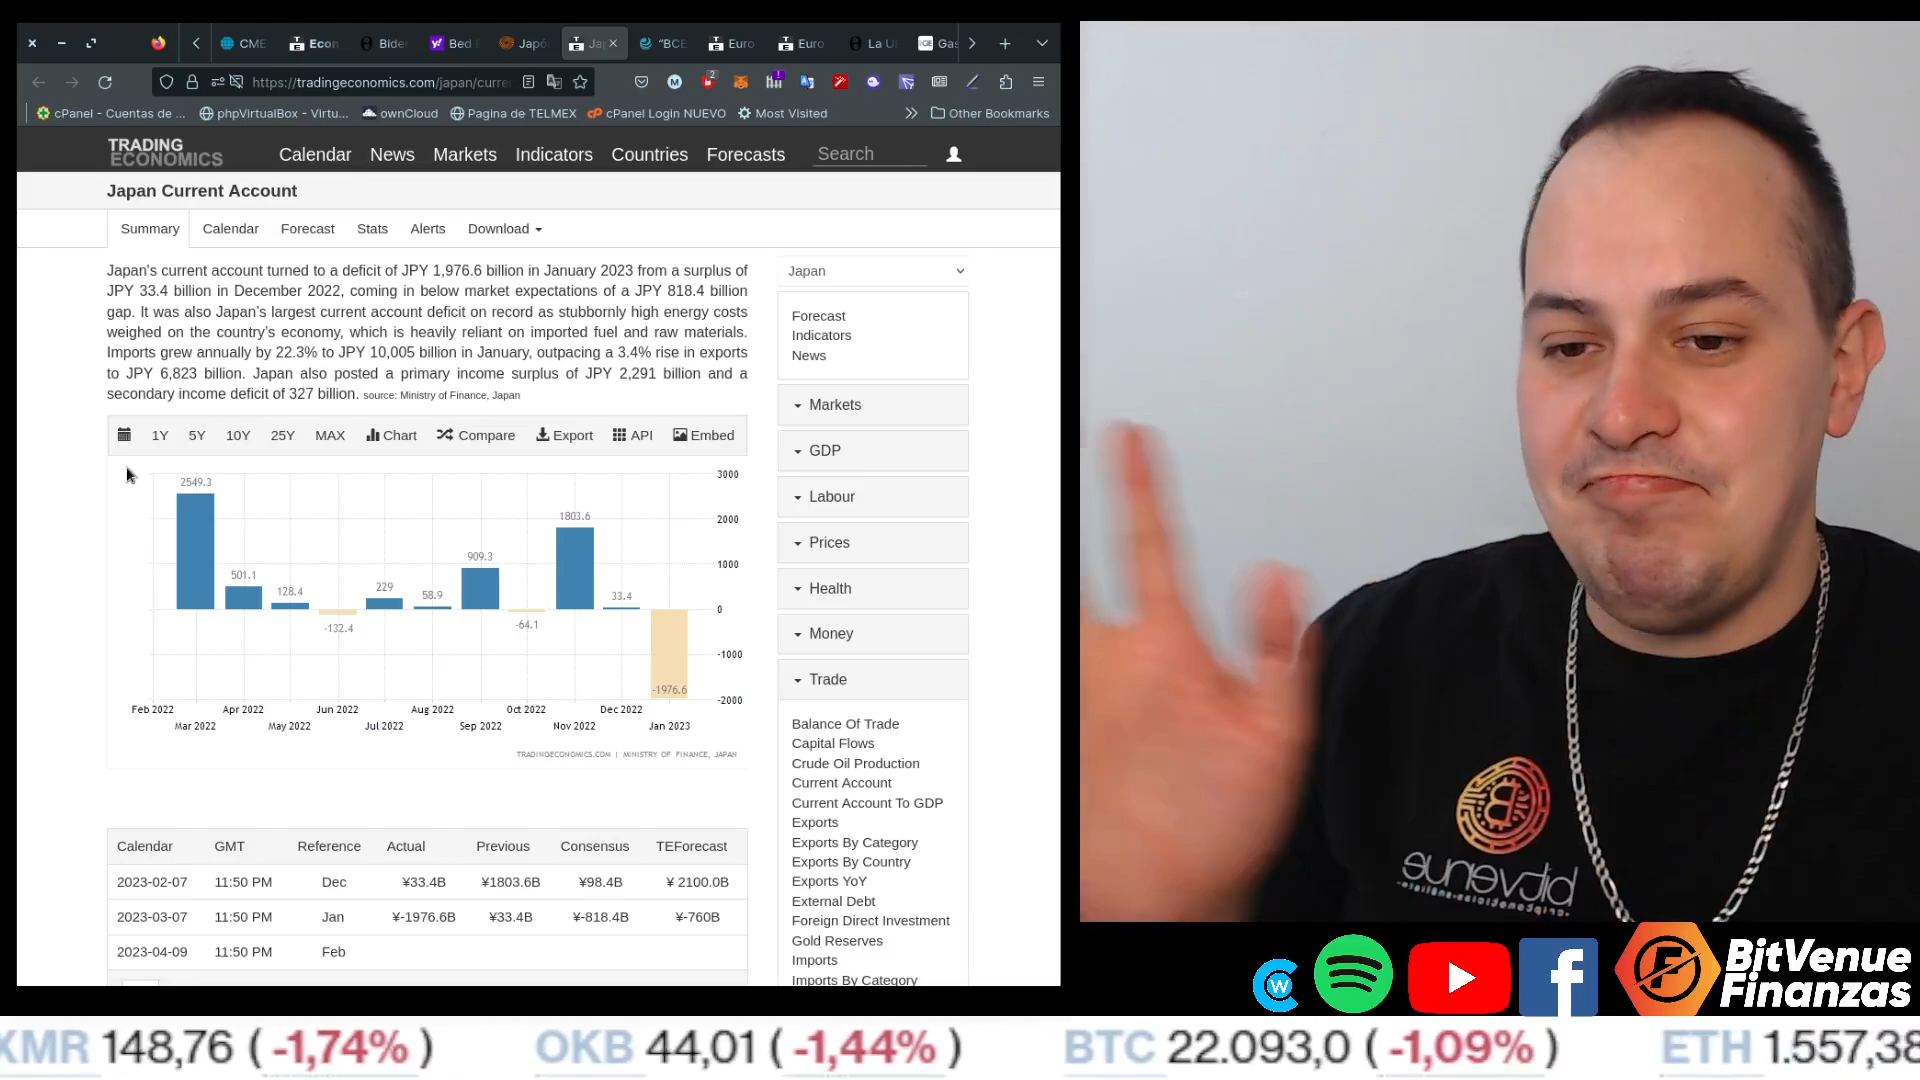 CME
Econ
Bider
Bed
Japó
Ja
"BCE
Euro
Euro
La U
Gas
https://tradingeconomics.com/japan/curre
2
cPanel - Cuentas de ...
phpVirtualBox - Virtu...
ownCloud
Pagina de TELMEX
cPanel Login NUEVO
Most Visited
Other Bookmarks
TRADING ECONOMICS
Calendar
News
Markets
Indicators
Countries
Forecasts
Search
Japan Current Account
Summary
Calendar
Forecast
Stats
Alerts
Download
Japan's current account turned to a deficit of JPY 1,976.6 billion in January 2023 from a surplus of
JPY 33.4 billion in December 2022, coming in below market expectations of a JPY 818.4 billion
gap. It was also Japan's largest current account deficit on record as stubbornly high energy costs
weighed on the country's economy, which is heavily reliant on imported fuel and raw materials.
Imports grew annually by 22.3% to JPY 10,005 billion in January, outpacing a 3.4% rise in exports
to JPY 6,823 billion. Japan also posted a primary income surplus of JPY 2,291 billion and a
secondary income deficit of 327 billion. source: Ministry of Finance, Japan
1Y
5Y
10Y
25Y
MAX
Chart
Compare
Export
API
Embed
3000
2000
1000
0
-1000
-2000
2549.3
501.1
128.4
-132.4
229
58.9
909.3
-64.1
1803.6
33.4
-1976.6
Feb 2022
Mar 2022
Apr 2022
May 2022
Jun 2022
Jul 2022
Aug 2022
Sep 2022
Oct 2022
Nov 2022
Dec 2022
Jan 2023
TRADINGECONOMICS.COM | MINISTRY OF FINANCE, JAPAN
Calendar GMT Reference Actual Previous Consensus TEForecast
2023-02-07 11:50 PM Dec ¥33.4B ¥1803.6B ¥98.4B ¥ 2100.0B
2023-03-07 11:50 PM Jan ¥-1976.6B ¥33.4B ¥-818.4B ¥-760B
2023-04-09 11:50 PM Feb
Japan
Forecast
Indicators
News
Markets
GDP
Labour
Prices
Health
Money
Trade
Balance Of Trade
Capital Flows
Crude Oil Production
Current Account
Current Account To GDP
Exports
Exports By Category
Exports By Country
Exports YoY
External Debt
Foreign Direct Investment
Gold Reserves
Imports
Imports By Category
bitvenue
BitVenue
Finanzas
XMR 148,76 ( -1,74% )
OKB 44,01 ( -1,44% )
BTC 22.093,0 ( -1,09% )
ETH 1.557,38